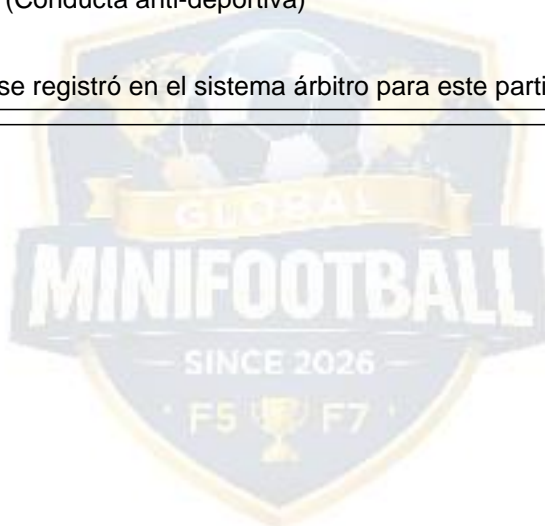 (Conducta anti-deportiva)
se registró en el sistema árbitro para este parti
GLOBAL
MINIFOOTBALL
SINCE 2026
F5 F7